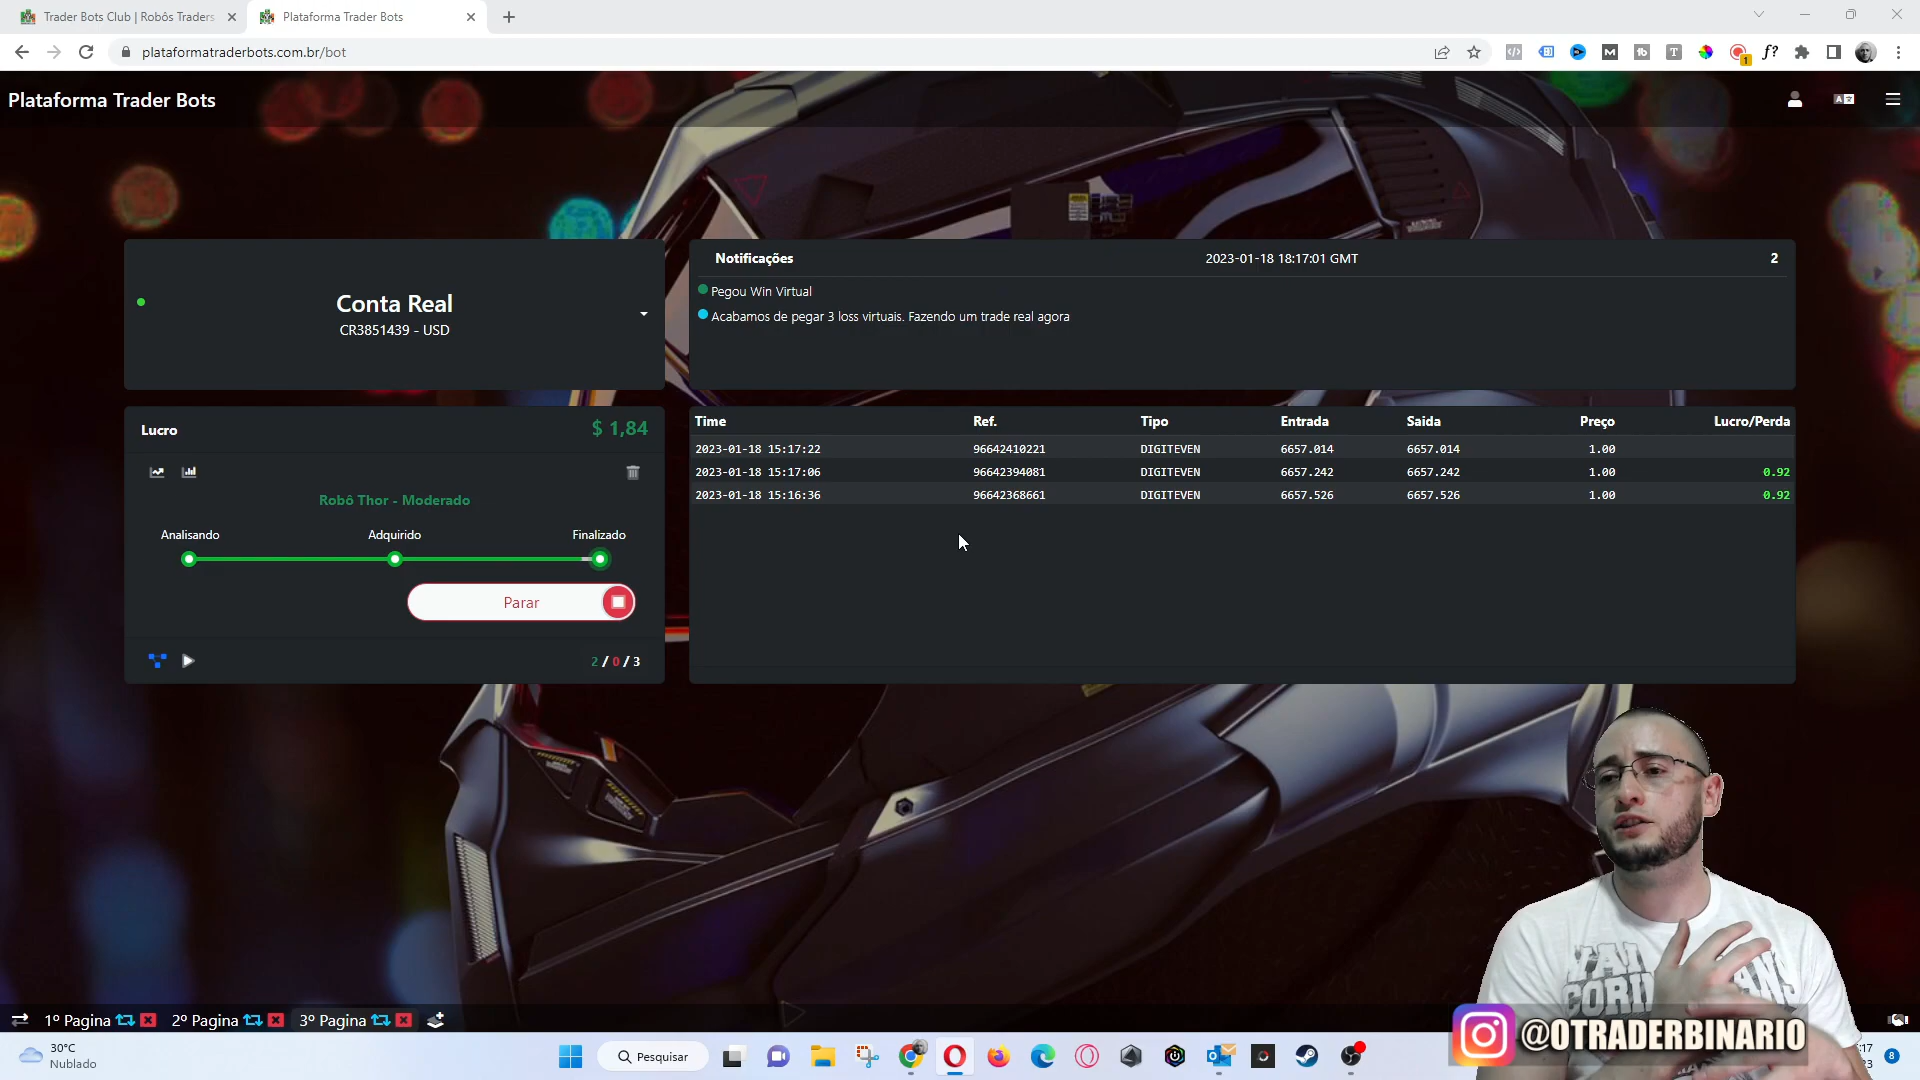 Trader Bots Club | Robôs Traders
Plataforma Trader Bots
plataformatraderbots.com.br/bot
1
Plataforma Trader Bots
Conta Real
CR3851439 - USD
Notificações 2023-01-18 18:17:01 GMT 2
Pegou Win Virtual
Acabamos de pegar 3 loss virtuais. Fazendo um trade real agora
Lucro $ 1,84
Robô Thor - Moderado
Analisando Adquirido Finalizado
Parar
2 / 0 / 3
Time Ref. Tipo Entrada Saida Preço Lucro/Perda
2023-01-18 15:17:22 96642410221 DIGITEVEN 6657.014 6657.014 1.00
2023-01-18 15:17:06 96642394081 DIGITEVEN 6657.242 6657.242 1.00 0.92
2023-01-18 15:16:36 96642368661 DIGITEVEN 6657.526 6657.526 1.00 0.92
1º Pagina 2º Pagina 3º Pagina
@OTRADERBINARIO
30°C
Nublado
Pesquisar
8